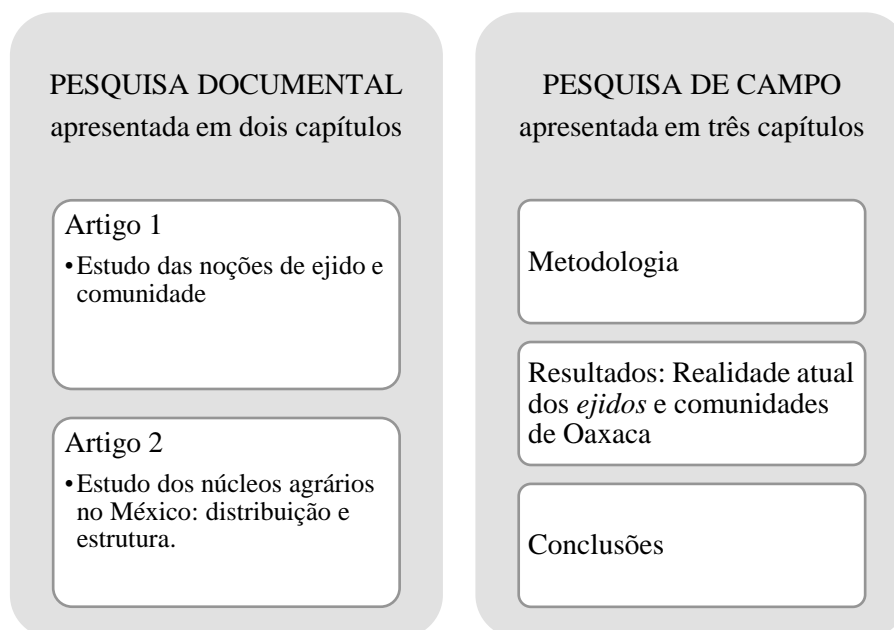 PESQUISA DOCUMENTAL
apresentada em dois capítulos
Artigo 1
•Estudo das noções de ejido e
comunidade
Artigo 2
•Estudo dos núcleos agrários
no México: distribuição e
estrutura.
PESQUISA DE CAMPO
apresentada em três capítulos
Metodologia
Resultados: Realidade atual
dos ejidos e comunidades
de Oaxaca
Conclusões